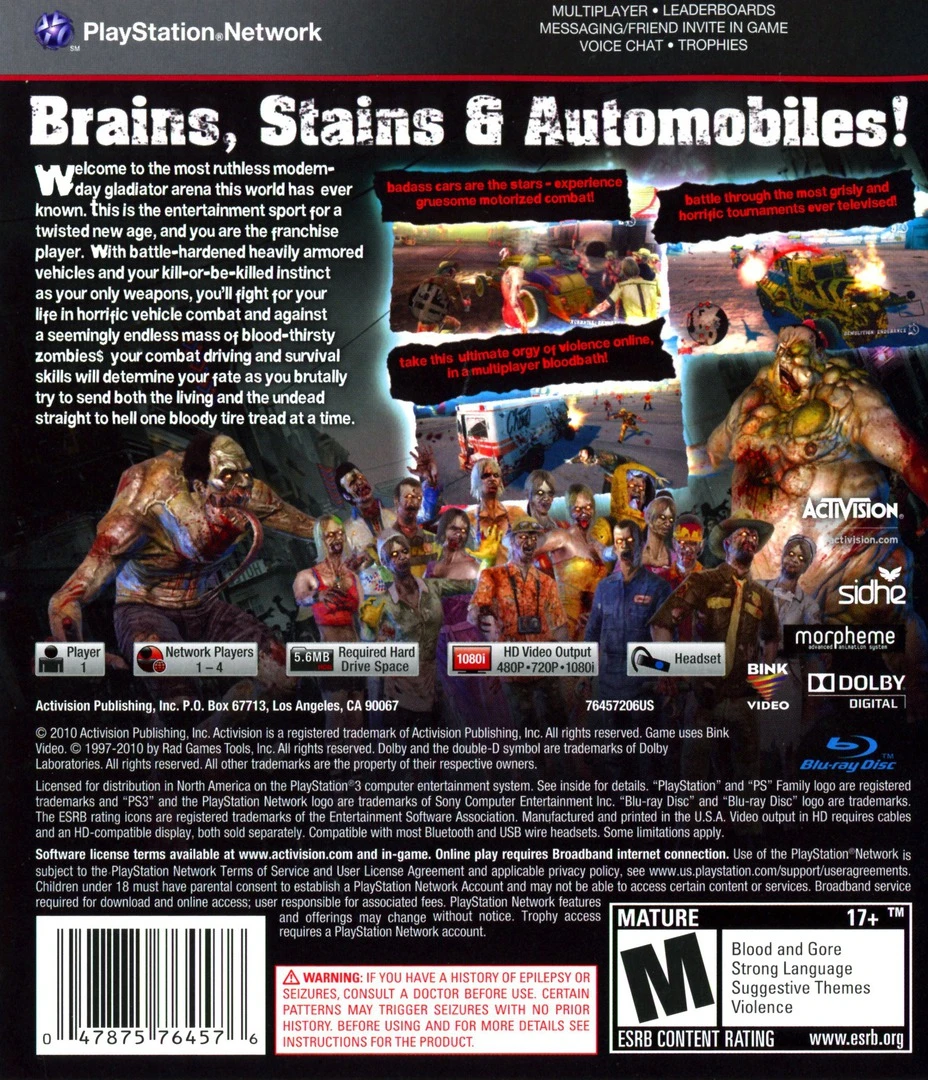 PlayStation®Network
SM
MULTIPLAYER • LEADERBOARDS
MESSAGING/FRIEND INVITE IN GAME
VOICE CHAT • TROPHIES
Brains, Stains & Automobiles!
Welcome to the most ruthless modern-
day gladiator arena this world has ever
known. this is the entertainment sport for a
twisted new age, and you are the franchise
player. With battle-hardened heavily armored
vehicles and your kill-or-be-killed instinct
as your only weapons, you'll fight for your
life in horrific vehicle combat and against
a seemingly endless mass of blood-thirsty
zombies$ your combat driving and survival
skills will determine your fate as you brutally
try to send both the living and the undead
straight to hell one bloody tire tread at a time.
badass cars are the stars - experience
gruesome motorized combat!
battle through the most grisly and
horrific tournaments ever televised!
take this ultimate orgy of violence online,
in a multiplayer bloodbath!
DEMOLITION ENDURANCE
ACTIVISION®
activision.com
sidhe
morpheme
advanced animation system
Player
1
Network Players
1 – 4
5.6MB
Required Hard
Drive Space
1080i
HD Video Output
480P•720P•1080i
Headset
BINK
VIDEO
DOLBY
DIGITAL
Activision Publishing, Inc. P.O. Box 67713, Los Angeles, CA 90067
76457206US
© 2010 Activision Publishing, Inc. Activision is a registered trademark of Activision Publishing, Inc. All rights reserved. Game uses Bink
Video. © 1997-2010 by Rad Games Tools, Inc. All rights reserved. Dolby and the double-D symbol are trademarks of Dolby
Laboratories. All rights reserved. All other trademarks are the property of their respective owners.
Blu-ray Disc™
Licensed for distribution in North America on the PlayStation®3 computer entertainment system. See inside for details. “PlayStation” and “PS” Family logo are registered
trademarks and “PS3” and the PlayStation Network logo are trademarks of Sony Computer Entertainment Inc. “Blu-ray Disc” and “Blu-ray Disc” logo are trademarks.
The ESRB rating icons are registered trademarks of the Entertainment Software Association. Manufactured and printed in the U.S.A. Video output in HD requires cables
and an HD-compatible display, both sold separately. Compatible with most Bluetooth and USB wire headsets. Some limitations apply.
Software license terms available at www.activision.com and in-game. Online play requires Broadband internet connection. Use of the PlayStation®Network is
subject to the PlayStation Network Terms of Service and User License Agreement and applicable privacy policy, see www.us.playstation.com/support/useragreements.
Children under 18 must have parental consent to establish a PlayStation Network Account and may not be able to access certain content or services. Broadband service
required for download and online access; user responsible for associated fees. PlayStation Network features
and offerings may change without notice. Trophy access
requires a PlayStation Network account.
0 47875 76457 6
WARNING: IF YOU HAVE A HISTORY OF EPILEPSY OR
SEIZURES, CONSULT A DOCTOR BEFORE USE. CERTAIN
PATTERNS MAY TRIGGER SEIZURES WITH NO PRIOR
HISTORY. BEFORE USING AND FOR MORE DETAILS SEE
INSTRUCTIONS FOR THE PRODUCT.
MATURE 17+ ™
M
Blood and Gore
Strong Language
Suggestive Themes
Violence
ESRB CONTENT RATING www.esrb.org